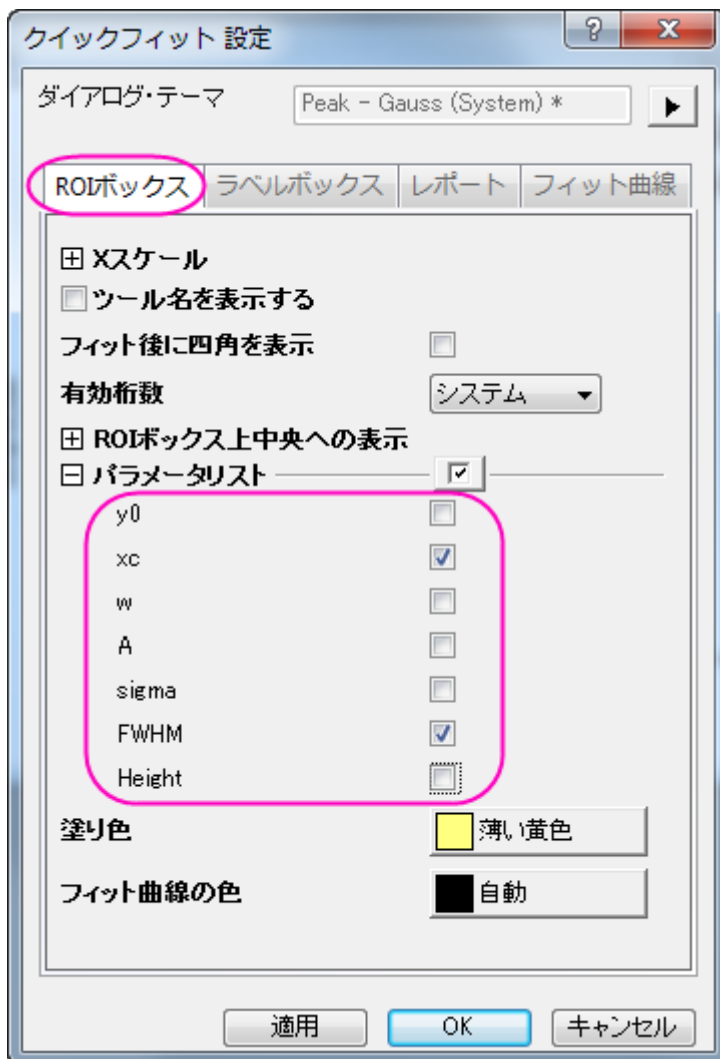 クイックフィット 設定
ダイアログ・テーマ Peak - Gauss (System) *
ROIボックス ラベルボックス レポート フィット曲線
Xスケール
ツール名を表示する
フィット後に四角を表示
有効桁数 システム
ROIボックス上中央への表示
パラメータリスト
y0
xc
w
A
sigma
FWHM
Height
塗り色 薄い黄色
フィット曲線の色 自動
適用 OK キャンセル